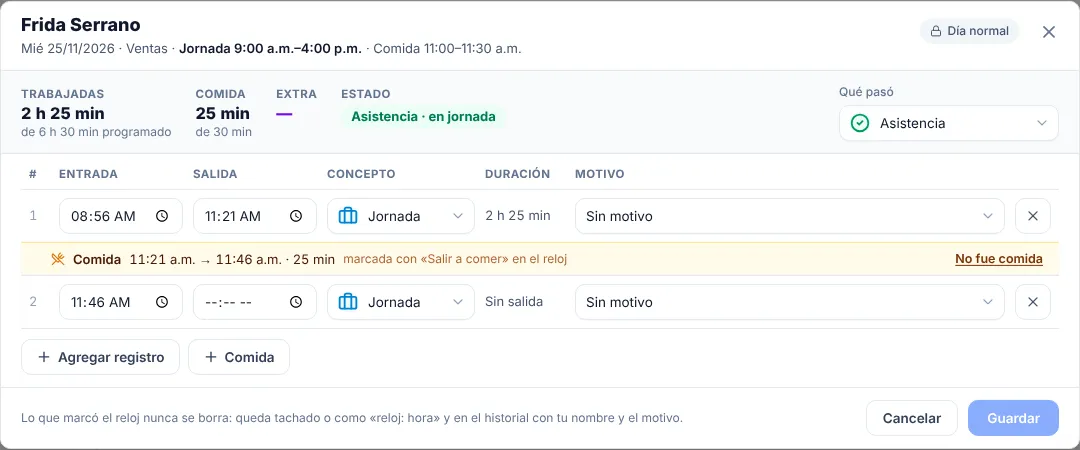 Frida Serrano
Mié 25/11/2026 · Ventas · Jornada 9:00 a.m.–4:00 p.m. · Comida 11:00–11:30 a.m.
Día normal
TRABAJADAS
2 h 25 min
de 6 h 30 min programado
COMIDA
25 min
de 30 min
EXTRA
—
ESTADO
Asistencia · en jornada
Qué pasó
Asistencia
# ENTRADA SALIDA CONCEPTO DURACIÓN MOTIVO
1 08:56 AM 11:21 AM Jornada 2 h 25 min Sin motivo
Comida 11:21 a.m. → 11:46 a.m. · 25 min marcada con «Salir a comer» en el reloj No fue comida
2 11:46 AM --:-- -- Jornada Sin salida Sin motivo
+ Agregar registro + Comida
Lo que marcó el reloj nunca se borra: queda tachado o como «reloj: hora» y en el historial con tu nombre y el motivo.
Cancelar Guardar